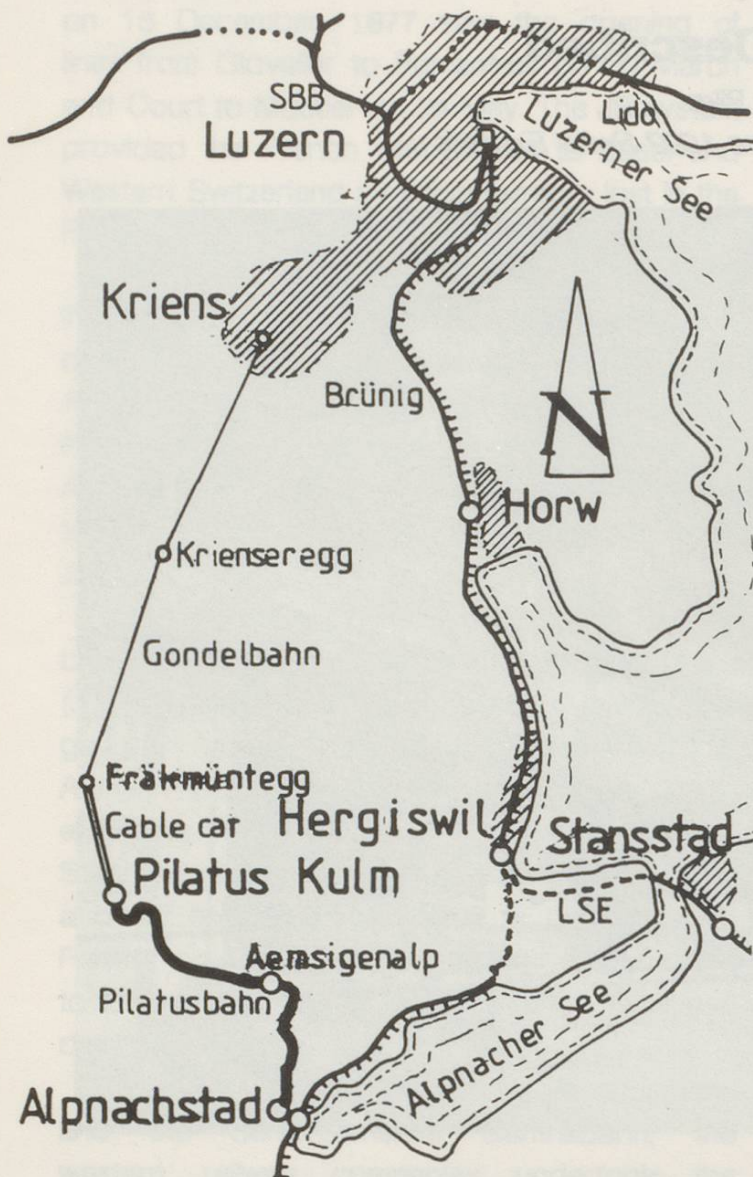 SBB
Luzern
Lido
Luzerner See
Kriens
Brünig
N
Horw
Krienseregg
Gondelbahn
Fräkmüntegg
Cable car
Hergiswil
Stansstad
Pilatus Kulm
LSE
Aemsigenalp
Pilatusbahn
Alpnacher See
Alpnachstad